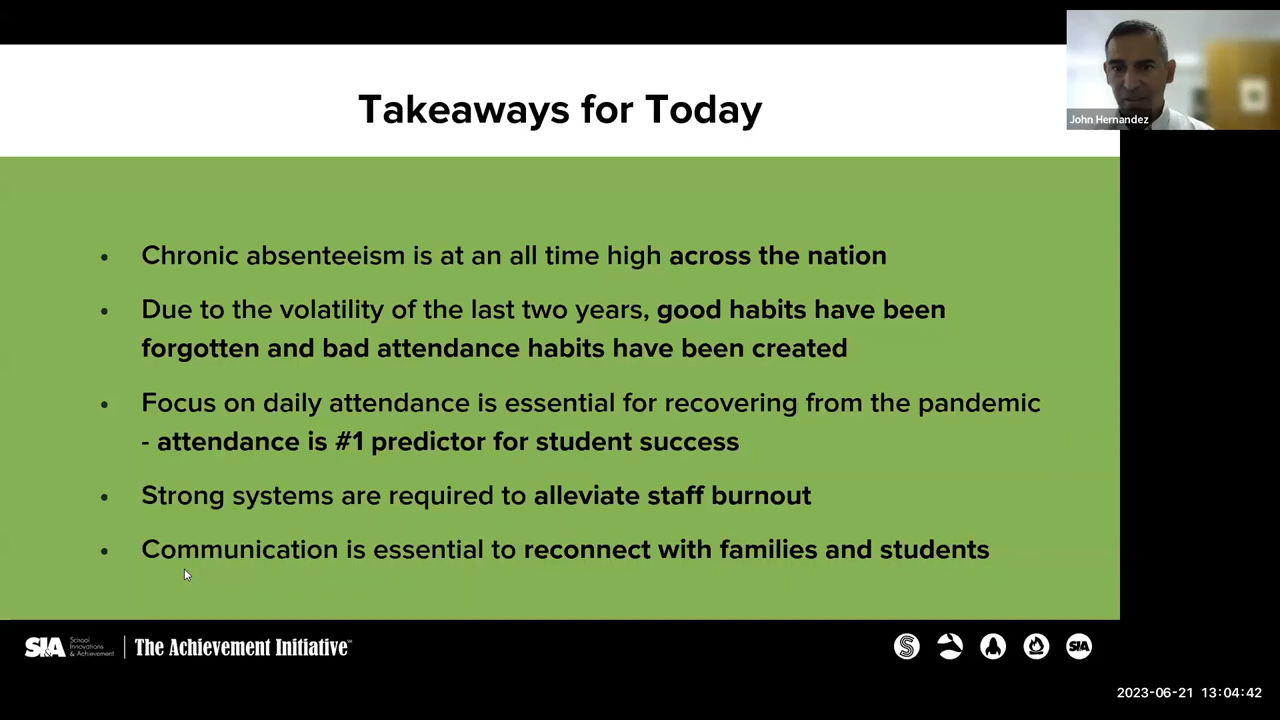 Takeaways for Today
John Hernandez
• Chronic absenteeism is at an all time high across the nation
• Due to the volatility of the last two years, good habits have been
forgotten and bad attendance habits have been created
• Focus on daily attendance is essential for recovering from the pandemic
- attendance is #1 predictor for student success
• Strong systems are required to alleviate staff burnout
• Communication is essential to reconnect with families and students
SIA School
Innovations
& Achievement
The Achievement Initiative℠
S
SIA
2023-06-21 13:04:42